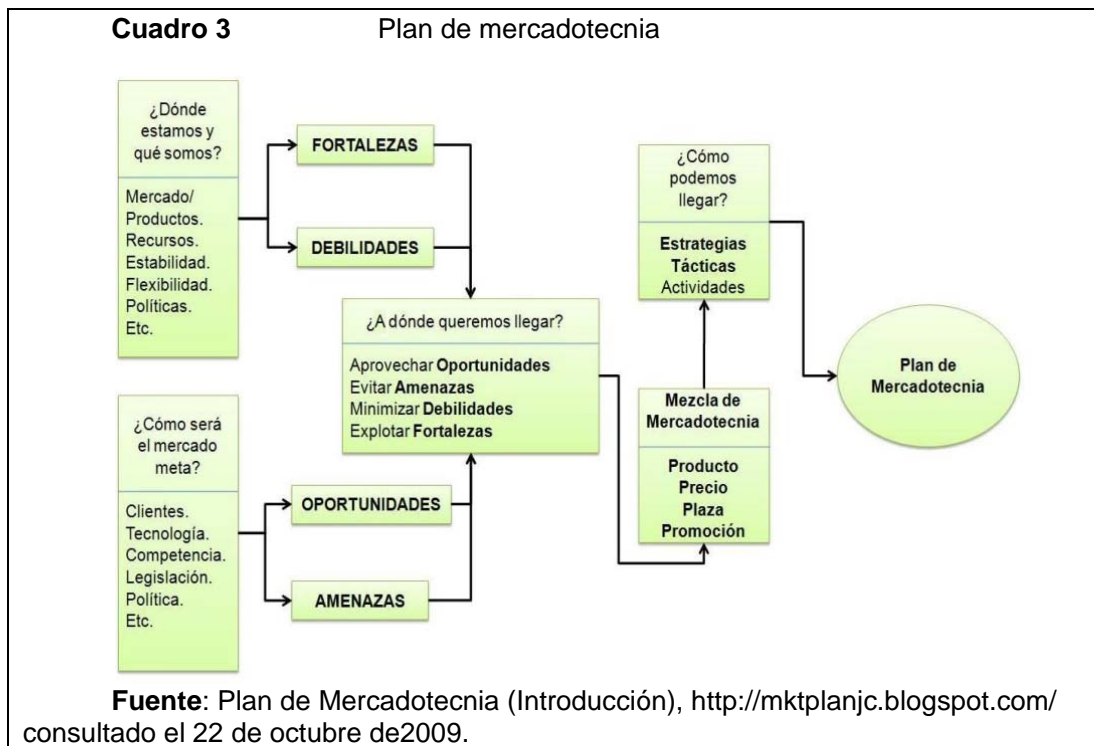 Cuadro 3 Plan de mercadotecnia
¿Dónde
estamos y
qué somos?
Mercado/
Productos.
Recursos.
Estabilidad.
Flexibilidad.
Políticas.
Etc.
FORTALEZAS
DEBILIDADES
¿Cómo será
el mercado
meta?
Clientes.
Tecnología.
Competencia.
Legislación.
Política.
Etc.
OPORTUNIDADES
AMENAZAS
¿A dónde queremos llegar?
Aprovechar Oportunidades
Evitar Amenazas
Minimizar Debilidades
Explotar Fortalezas
Mezcla de
Mercadotecnia
Producto
Precio
Plaza
Promoción
¿Cómo
podemos
llegar?
Estrategias
Tácticas
Actividades
Plan de
Mercadotecnia
Fuente: Plan de Mercadotecnia (Introducción), http://mktplanjc.blogspot.com/
consultado el 22 de octubre de2009.